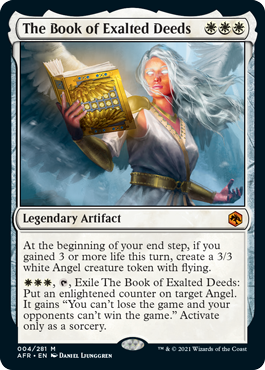 The Book of Exalted Deeds
Legendary Artifact
At the beginning of your end step, if you
gained 3 or more life this turn, create a 3/3
white Angel creature token with flying.
, , Exile The Book of Exalted Deeds:
Put an enlightened counter on target Angel.
It gains “You can’t lose the game and your
opponents can’t win the game.” Activate
only as a sorcery.
004/281 M
AFR • EN Daniel Ljunggren
™ & © 2021 Wizards of the Coast